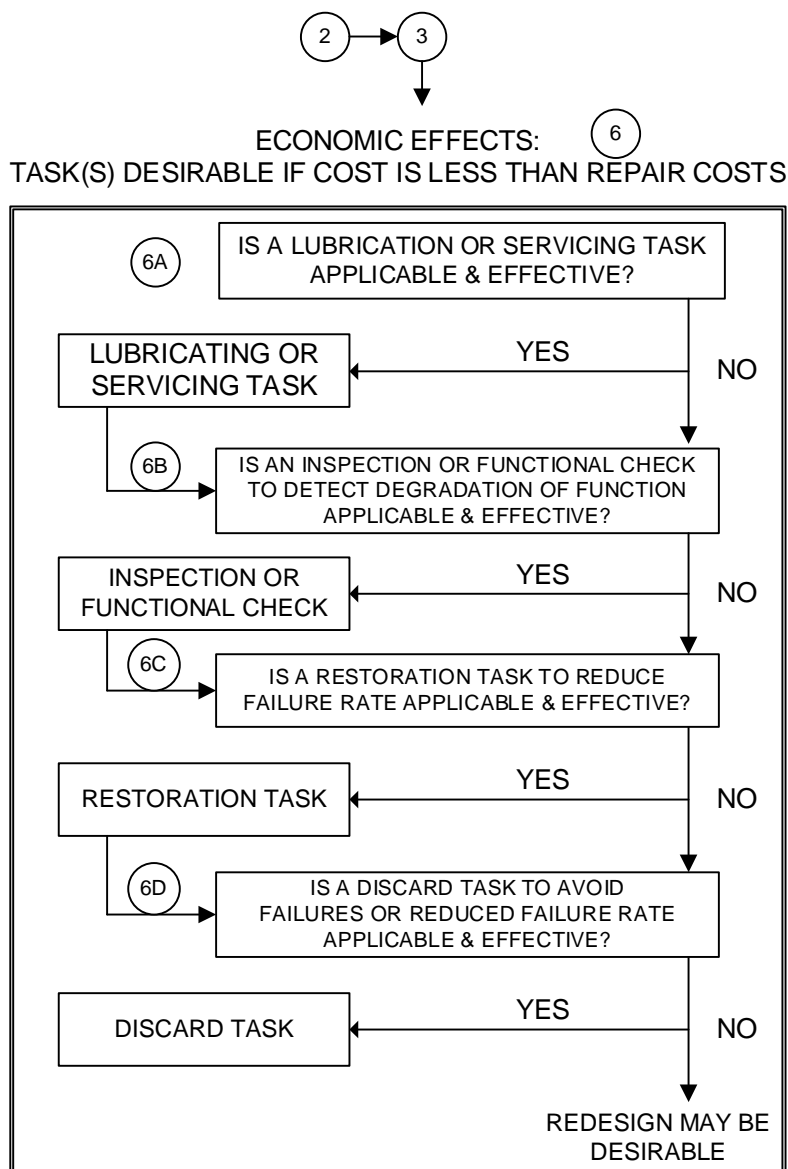 2
3
ECONOMIC EFFECTS:
6
TASK(S) DESIRABLE IF COST IS LESS THAN REPAIR COSTS
6A
IS A LUBRICATION OR SERVICING TASK
APPLICABLE & EFFECTIVE?
LUBRICATING OR
SERVICING TASK
YES
NO
6B
IS AN INSPECTION OR FUNCTIONAL CHECK
TO DETECT DEGRADATION OF FUNCTION
APPLICABLE & EFFECTIVE?
INSPECTION OR
FUNCTIONAL CHECK
YES
NO
6C
IS A RESTORATION TASK TO REDUCE
FAILURE RATE APPLICABLE & EFFECTIVE?
RESTORATION TASK
YES
NO
6D
IS A DISCARD TASK TO AVOID
FAILURES OR REDUCED FAILURE RATE
APPLICABLE & EFFECTIVE?
DISCARD TASK
YES
NO
REDESIGN MAY BE
DESIRABLE